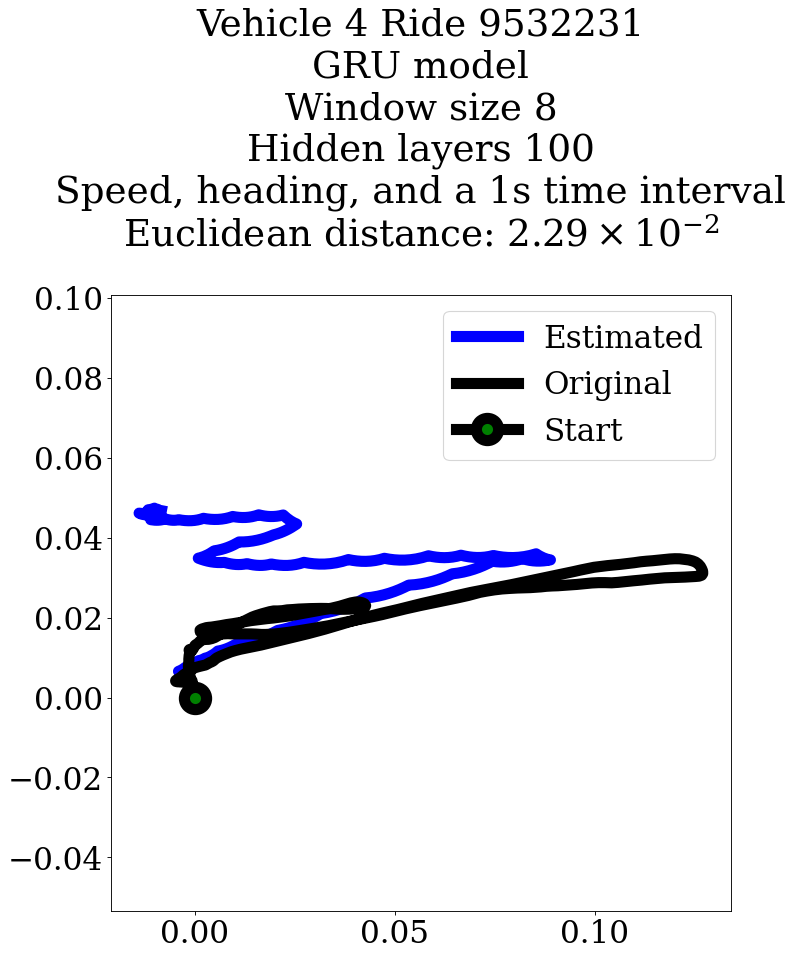 Vehicle 4 Ride 9532231
GRU model
Window size 8
Hidden layers 100
Speed, heading, and a 1s time interval
Euclidean distance: 2.29 × 10⁻²
Estimated
Original
Start
0.10
0.08
0.06
0.04
0.02
0.00
−0.02
−0.04
0.00
0.05
0.10